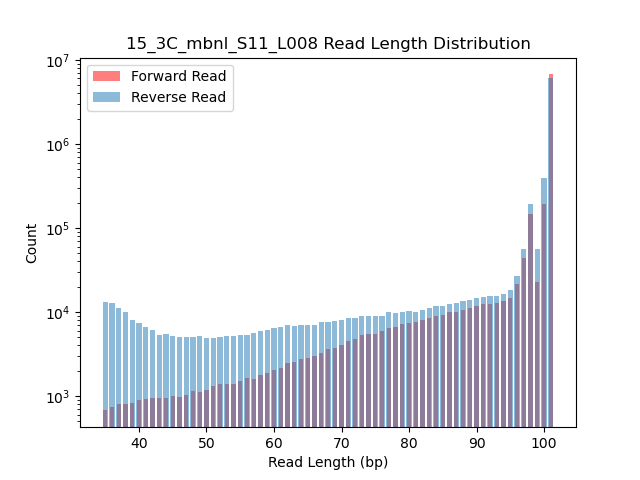 15_3C_mbnl_S11_L008 Read Length Distribution
Forward Read
Reverse Read
10^7
10^6
10^5
10^4
10^3
Count
40 50 60 70 80 90 100
Read Length (bp)